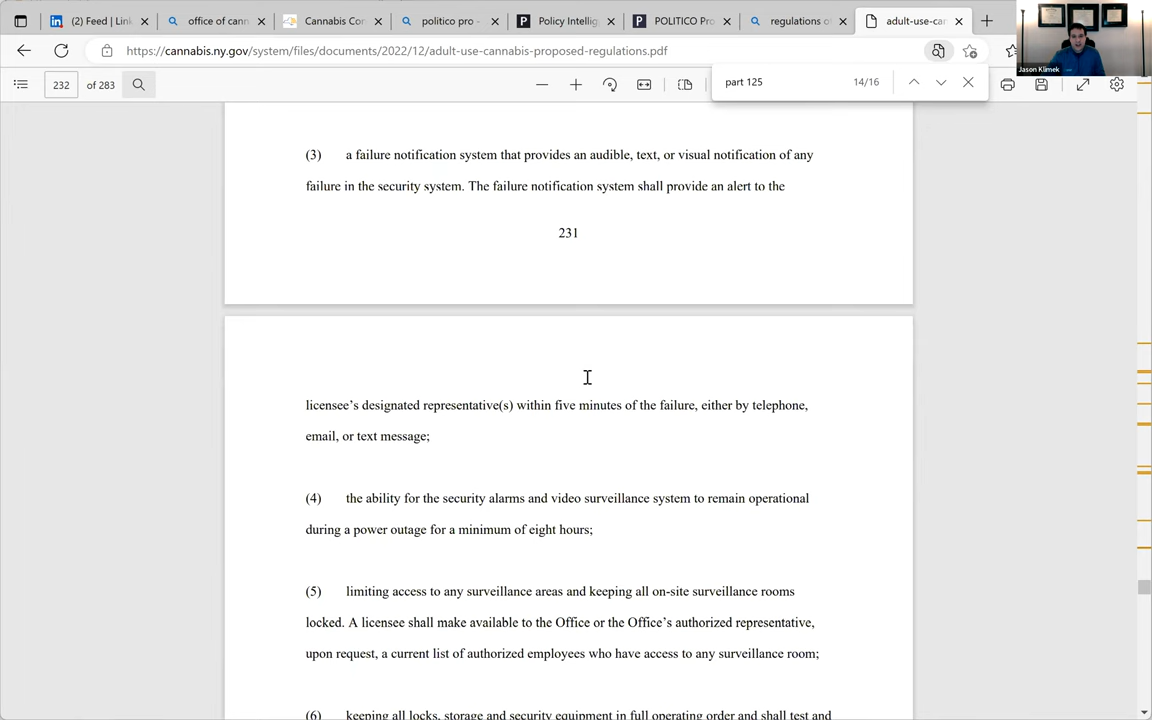 (2) Feed | Link
office of cann
Cannabis Con
politico pro -
Policy Intellig
POLITICO Pro
regulations o
adult-use-can
https://cannabis.ny.gov/system/files/documents/2022/12/adult-use-cannabis-proposed-regulations.pdf
Jason Klimek
232 of 283
part 125 14/16
(3) a failure notification system that provides an audible, text, or visual notification of any
failure in the security system. The failure notification system shall provide an alert to the
231
licensee’s designated representative(s) within five minutes of the failure, either by telephone,
email, or text message;
(4) the ability for the security alarms and video surveillance system to remain operational
during a power outage for a minimum of eight hours;
(5) limiting access to any surveillance areas and keeping all on-site surveillance rooms
locked. A licensee shall make available to the Office or the Office’s authorized representative,
upon request, a current list of authorized employees who have access to any surveillance room;
(6) keeping all locks, storage and security equipment in full operating order and shall test and